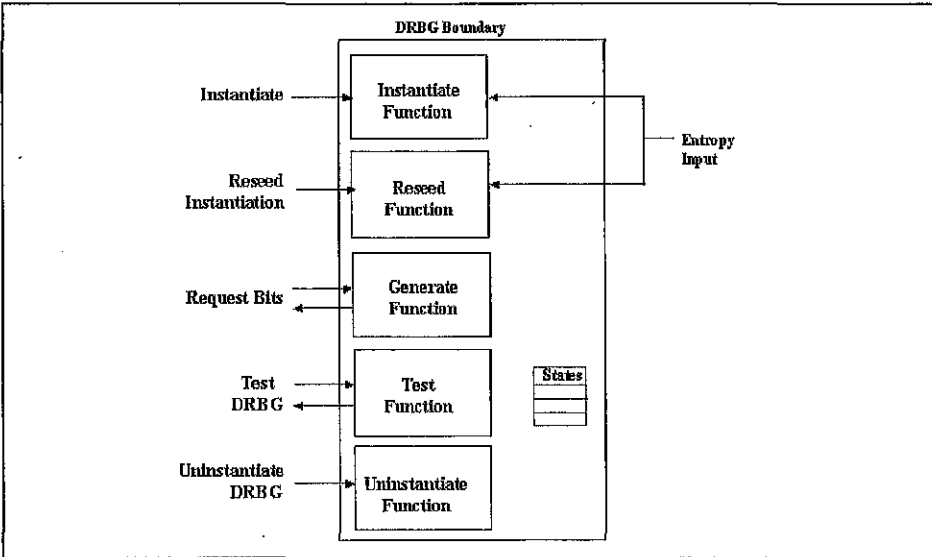 DRBG Boundary
Instantiate
Instantiate
Function
Entropy
Input
Reseed
Instantiation
Reseed
Function
Request Bits
Generate
Function
Test
DRBG
Test
Function
States
Uninstantiate
DRBG
Uninstantiate
Function